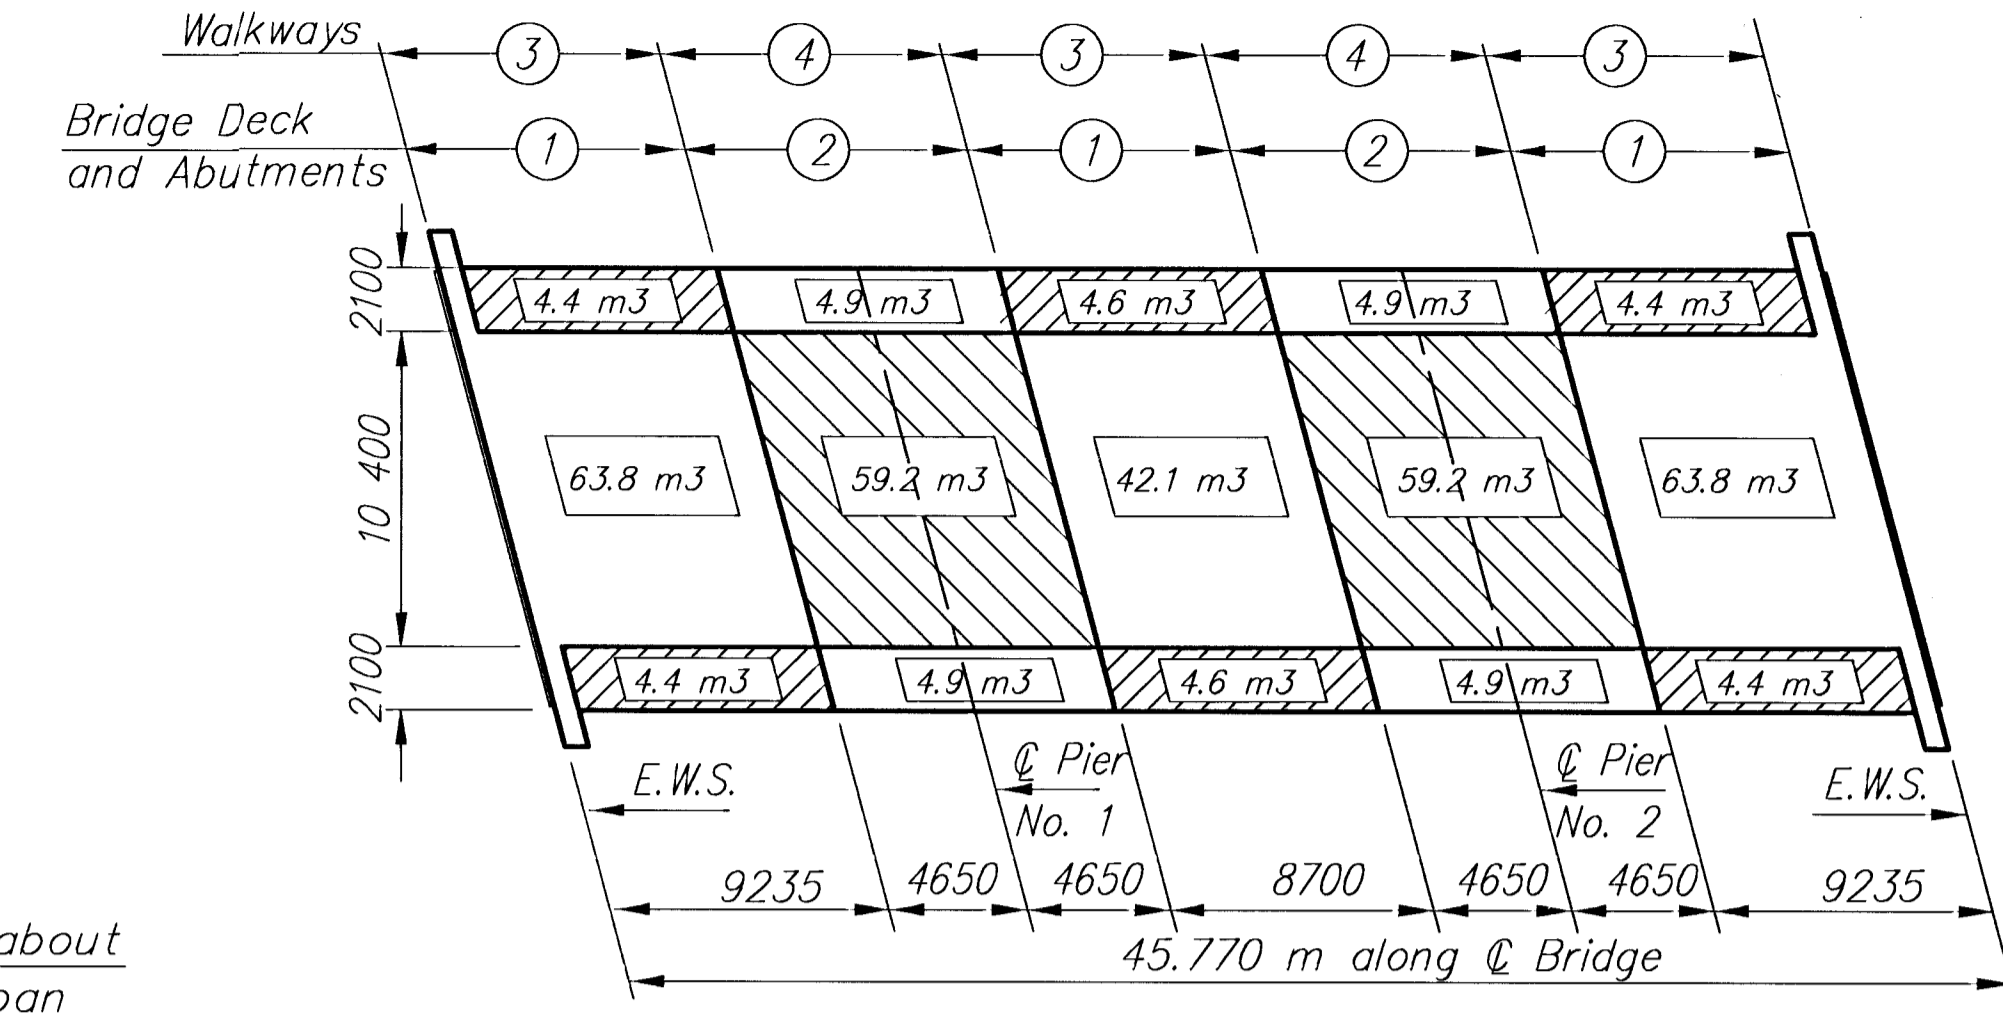 Walkways 3 4 3 4 3
Bridge Deck
and Abutments 1 2 1 2 1
2100 4.4 m3 4.9 m3 4.6 m3 4.9 m3 4.4 m3
10 400 63.8 m3 59.2 m3 42.1 m3 59.2 m3 63.8 m3
2100 4.4 m3 4.9 m3 4.6 m3 4.9 m3 4.4 m3
E.W.S. ℄ Pier ℄ Pier E.W.S.
No. 1 No. 2
9235 4650 4650 8700 4650 4650 9235
about 45.770 m along ℄ Bridge
pan